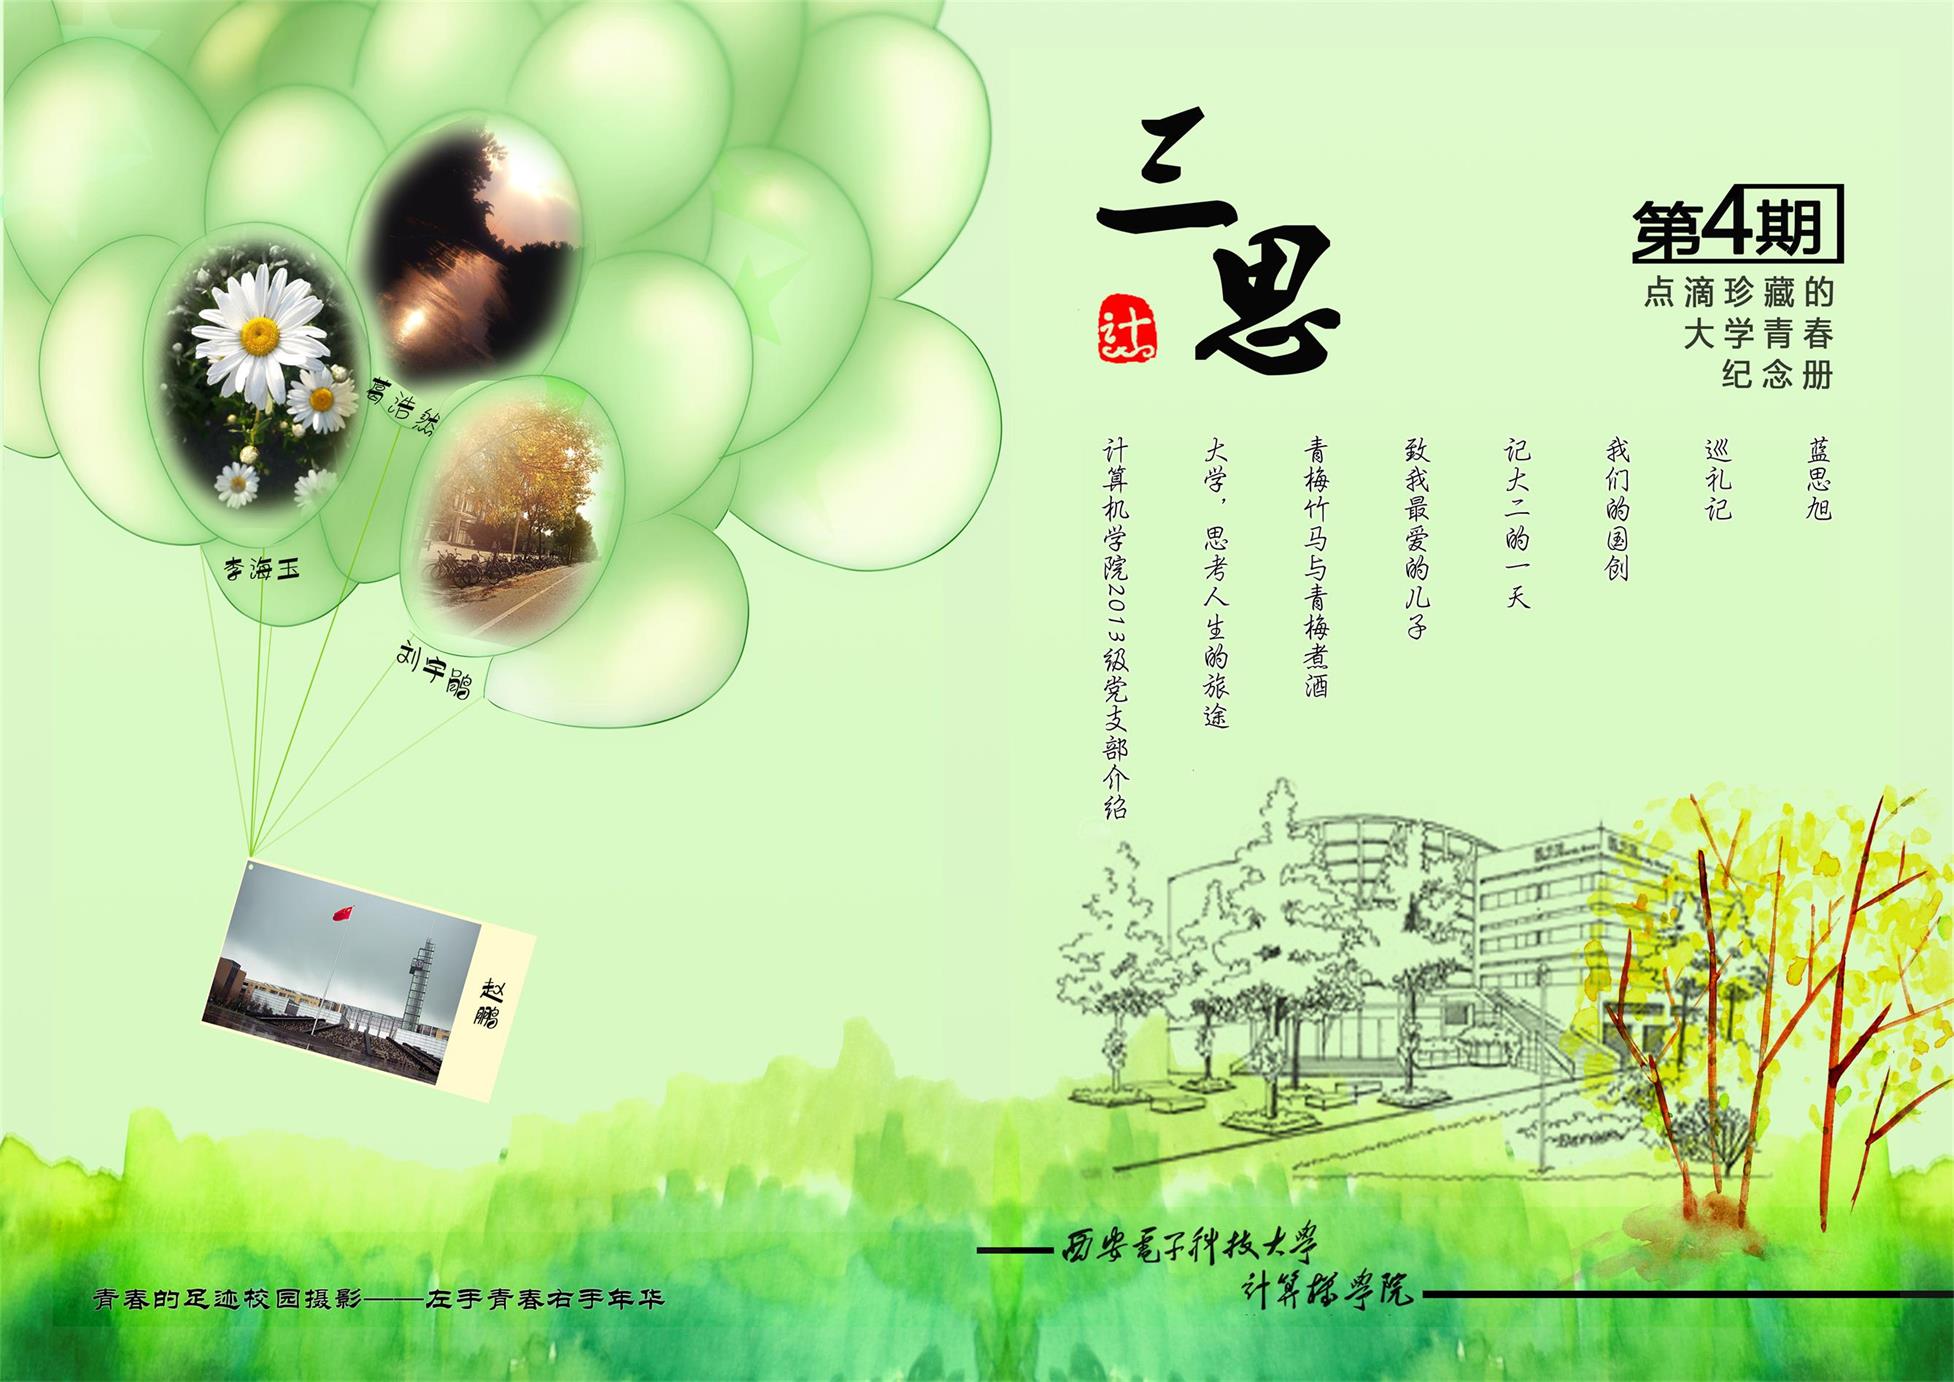 三思
计
第4期
点滴珍藏的
大学青春
纪念册
蓝思旭
巡礼记
我们的国创
记大二的一天
致我最爱的儿子
青梅竹马与青梅煮酒
大学，思考人生的旅途
计算机学院2013级党支部介绍
西安電子科技大學
计算機學院
葛浩然
李海玉
刘宇鹃
赵鹏
青春的足迹校园摄影——左手青春右手年华